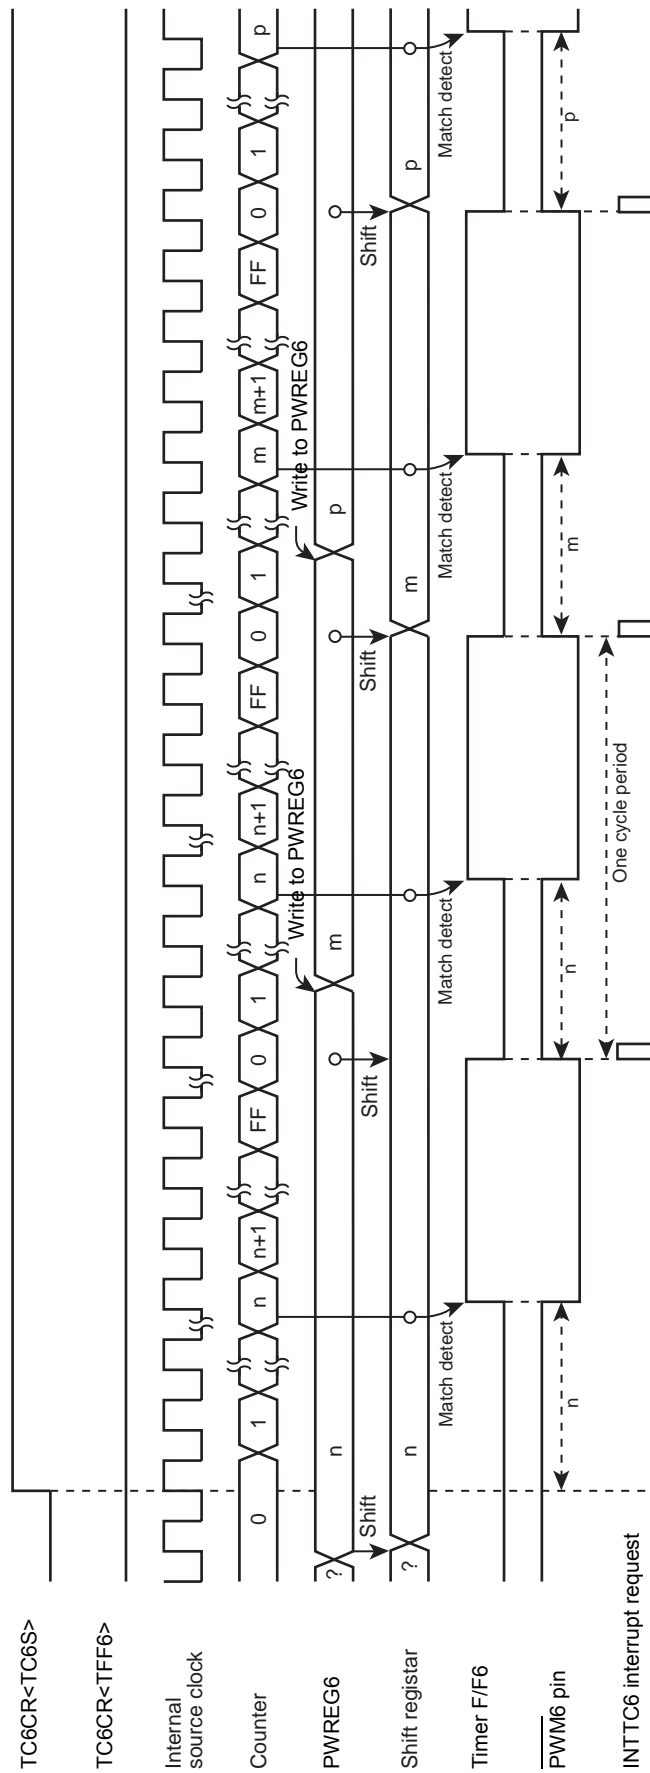 TC6CR<TC6S>
TC6CR<TFF6>
Internal
source clock
Counter
0 1 n n+1 FF 0 1 n n+1 FF 0 1 m m+1 FF 0 1 p
Write to PWREG6
Write to PWREG6
PWREG6
? n m p
Shift
Shift
Shift
Shift
Shift registar
? n m p
Match detect
Match detect
Match detect
Match detect
Timer F/F6
PWM6 pin
n n m p
One cycle period
INTTC6 interrupt request